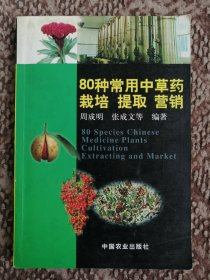 80种常用中草药
栽培 提取 营销
周成明 张成文等 编著
80 Species Chinese
Medicine Plants
Cultivation
Extracting and Market
中国农业出版社